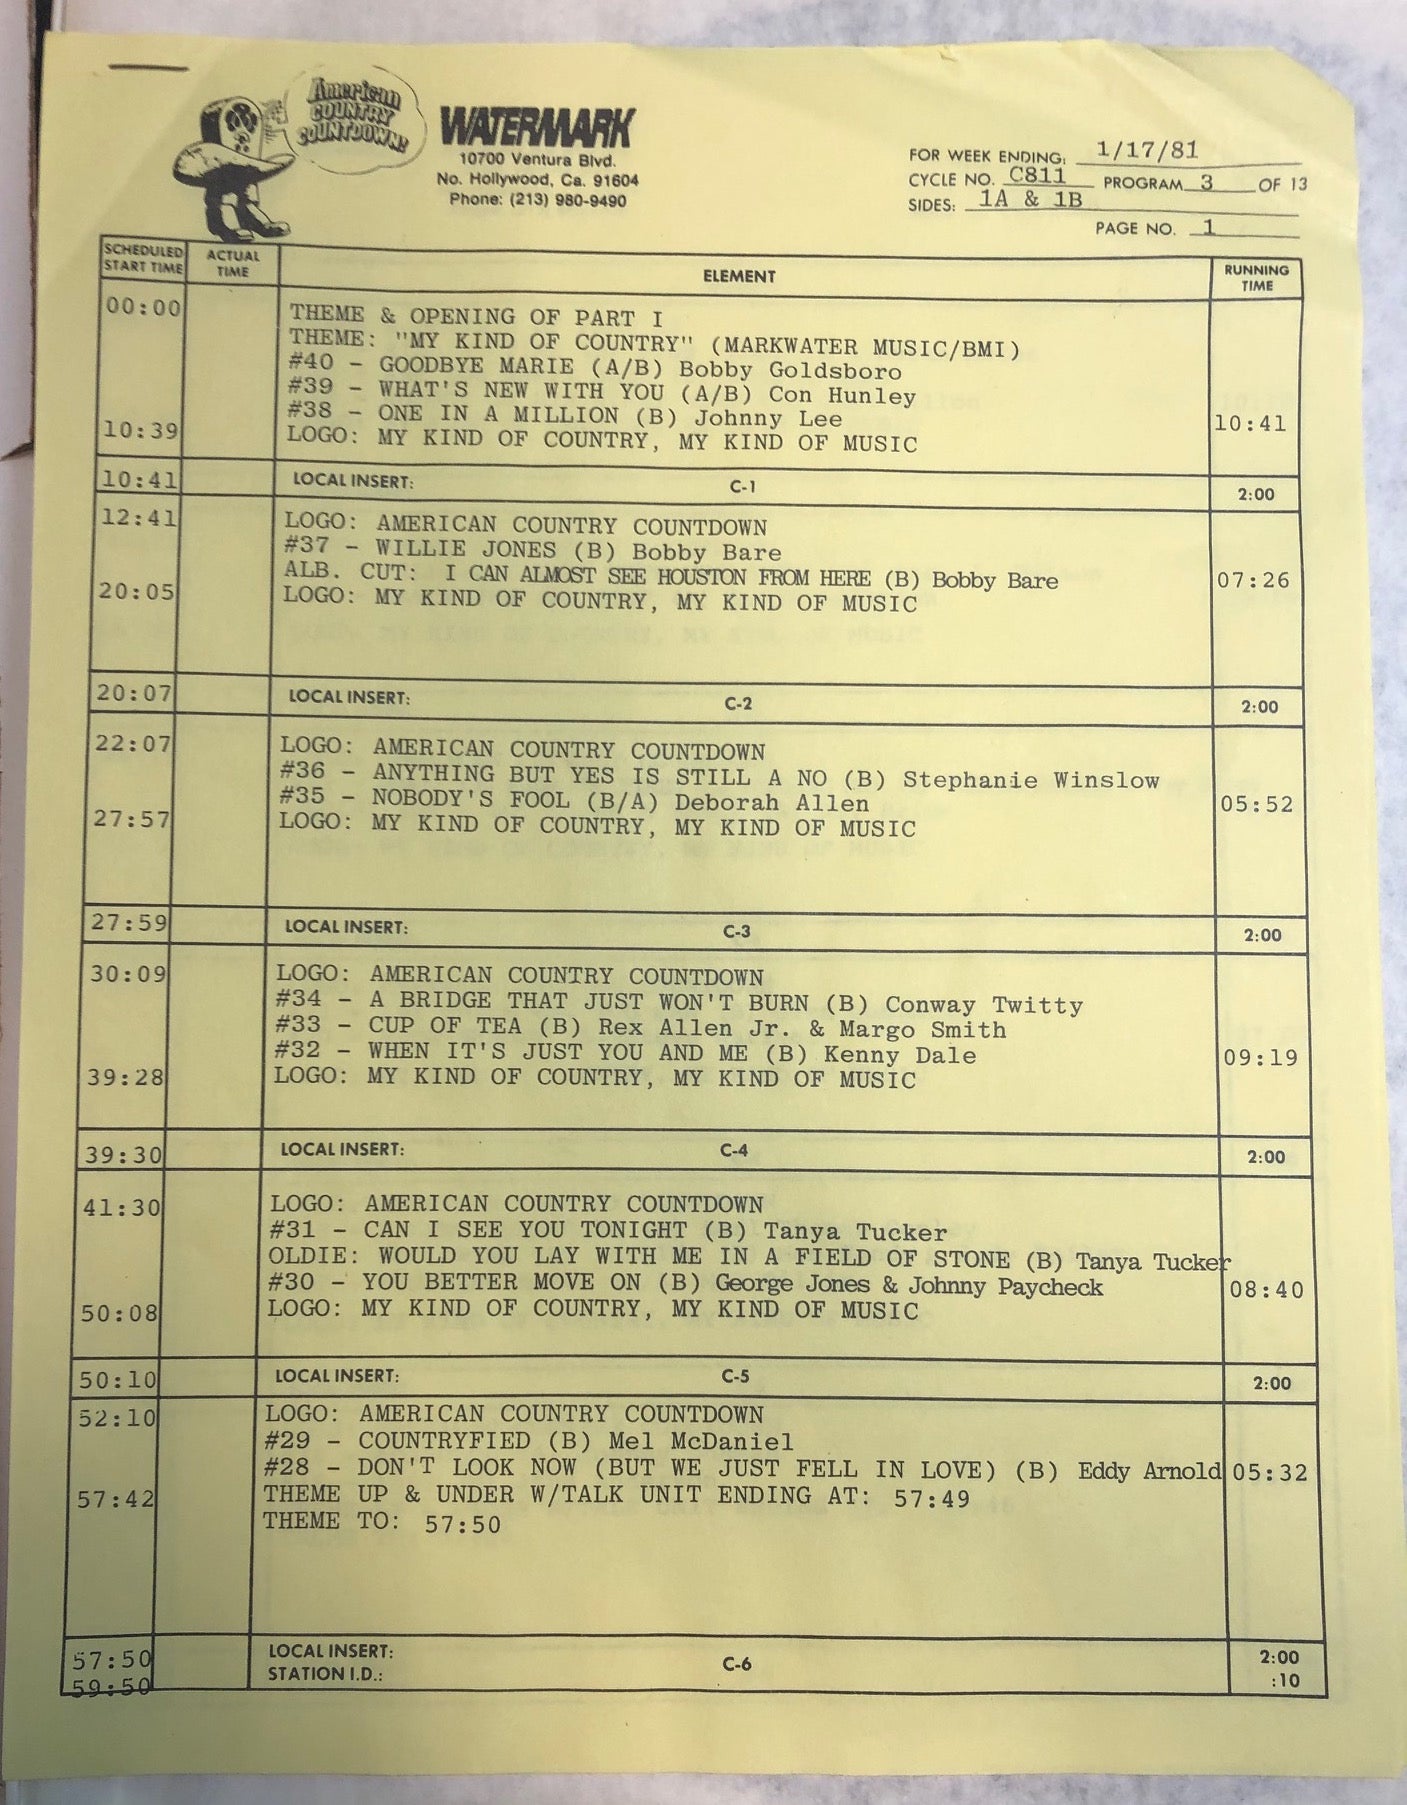 American
COUNTRY
COUNTDOWN!
WATERMARK
10700 Ventura Blvd.
No. Hollywood, Ca. 91604
Phone: (213) 980-9490
FOR WEEK ENDING: 1/17/81
CYCLE NO. C811 PROGRAM 3 OF 13
SIDES: 1A & 1B
PAGE NO. 1
SCHEDULED START TIME ACTUAL TIME ELEMENT RUNNING TIME
00:00 THEME & OPENING OF PART I
THEME: "MY KIND OF COUNTRY" (MARKWATER MUSIC/BMI)
#40 - GOODBYE MARIE (A/B) Bobby Goldsboro
#39 - WHAT'S NEW WITH YOU (A/B) Con Hunley
#38 - ONE IN A MILLION (B) Johnny Lee 10:41
10:39 LOGO: MY KIND OF COUNTRY, MY KIND OF MUSIC
10:41 LOCAL INSERT: C-1 2:00
12:41 LOGO: AMERICAN COUNTRY COUNTDOWN
#37 - WILLIE JONES (B) Bobby Bare
ALB. CUT: I CAN ALMOST SEE HOUSTON FROM HERE (B) Bobby Bare 07:26
20:05 LOGO: MY KIND OF COUNTRY, MY KIND OF MUSIC
20:07 LOCAL INSERT: C-2 2:00
22:07 LOGO: AMERICAN COUNTRY COUNTDOWN
#36 - ANYTHING BUT YES IS STILL A NO (B) Stephanie Winslow
#35 - NOBODY'S FOOL (B/A) Deborah Allen 05:52
27:57 LOGO: MY KIND OF COUNTRY, MY KIND OF MUSIC
27:59 LOCAL INSERT: C-3 2:00
30:09 LOGO: AMERICAN COUNTRY COUNTDOWN
#34 - A BRIDGE THAT JUST WON'T BURN (B) Conway Twitty
#33 - CUP OF TEA (B) Rex Allen Jr. & Margo Smith
#32 - WHEN IT'S JUST YOU AND ME (B) Kenny Dale 09:19
39:28 LOGO: MY KIND OF COUNTRY, MY KIND OF MUSIC
39:30 LOCAL INSERT: C-4 2:00
41:30 LOGO: AMERICAN COUNTRY COUNTDOWN
#31 - CAN I SEE YOU TONIGHT (B) Tanya Tucker
OLDIE: WOULD YOU LAY WITH ME IN A FIELD OF STONE (B) Tanya Tucker
#30 - YOU BETTER MOVE ON (B) George Jones & Johnny Paycheck 08:40
50:08 LOGO: MY KIND OF COUNTRY, MY KIND OF MUSIC
50:10 LOCAL INSERT: C-5 2:00
52:10 LOGO: AMERICAN COUNTRY COUNTDOWN
#29 - COUNTRYFIED (B) Mel McDaniel
#28 - DON'T LOOK NOW (BUT WE JUST FELL IN LOVE) (B) Eddy Arnold 05:32
57:42 THEME UP & UNDER W/TALK UNIT ENDING AT: 57:49
THEME TO: 57:50
57:50 LOCAL INSERT: C-6 2:00
59:50 STATION I.D.: :10